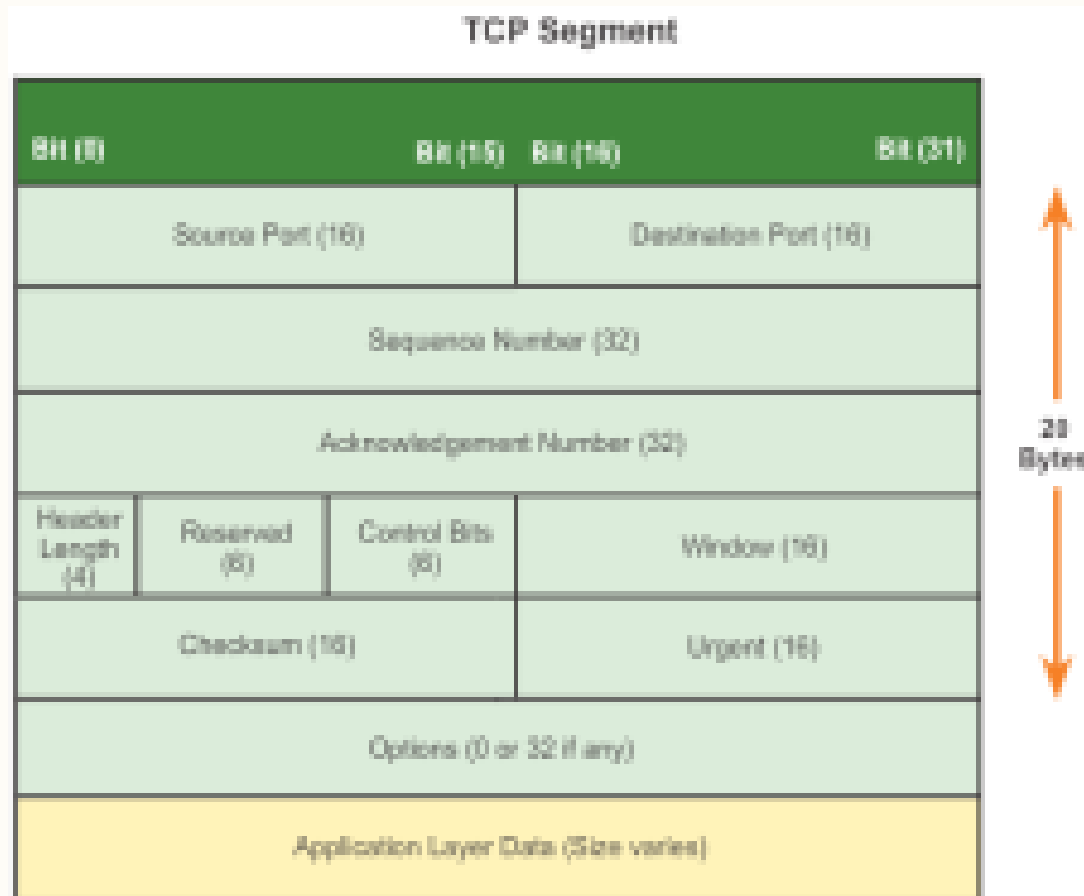 TCP Segment
Bit (0) Bit (15) Bit (16) Bit (31)
Source Port (16) Destination Port (16)
Sequence Number (32)
Acknowledgement Number (32)
20
Bytes
Header
Length
(4)
Reserved
(6)
Control Bits
(6)
Window (16)
Checksum (16) Urgent (16)
Options (0 or 32 if any)
Application Layer Data (Size varies)